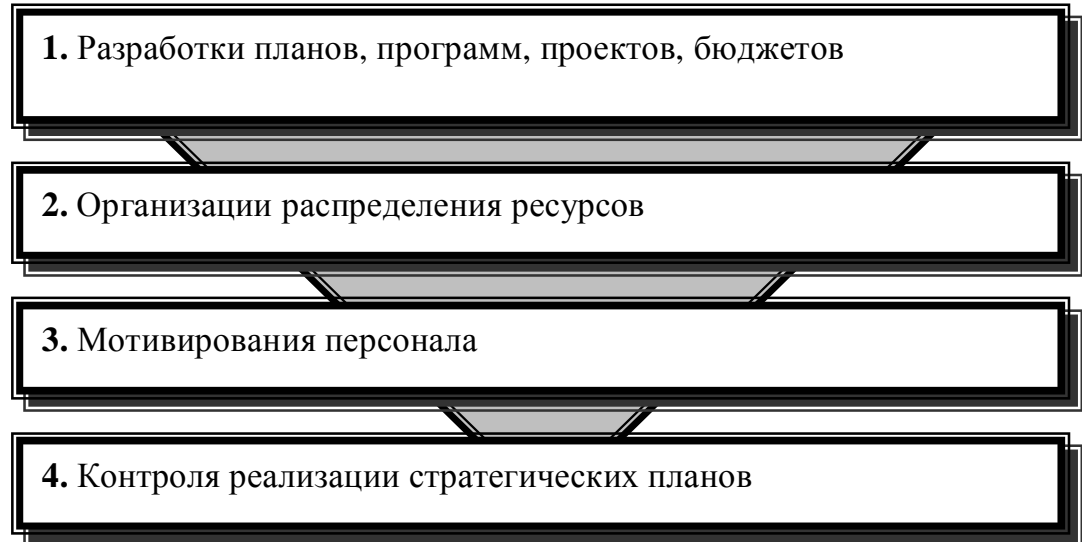 1. Разработки планов, программ, проектов, бюджетов
2. Организации распределения ресурсов
3. Мотивирования персонала
4. Контроля реализации стратегических планов